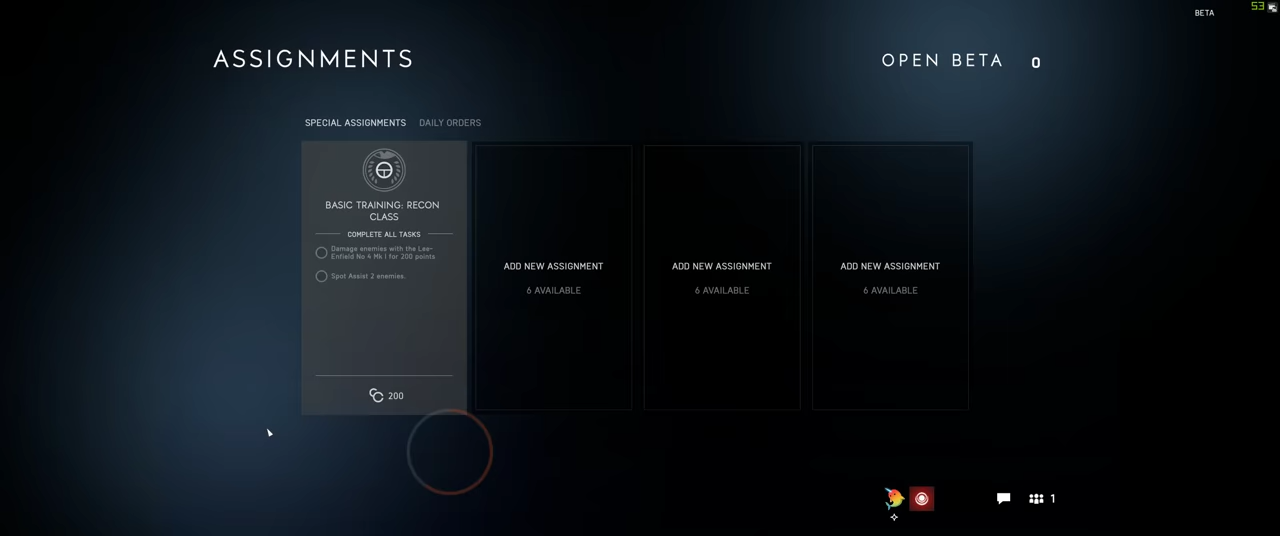 53
BETA
ASSIGNMENTS
OPEN BETA 0
SPECIAL ASSIGNMENTS DAILY ORDERS
BASIC TRAINING: RECON
CLASS
COMPLETE ALL TASKS
Damage enemies with the Lee-
Enfield No 4 Mk I for 200 points
Spot Assist 2 enemies.
200
ADD NEW ASSIGNMENT
6 AVAILABLE
ADD NEW ASSIGNMENT
6 AVAILABLE
ADD NEW ASSIGNMENT
6 AVAILABLE
1